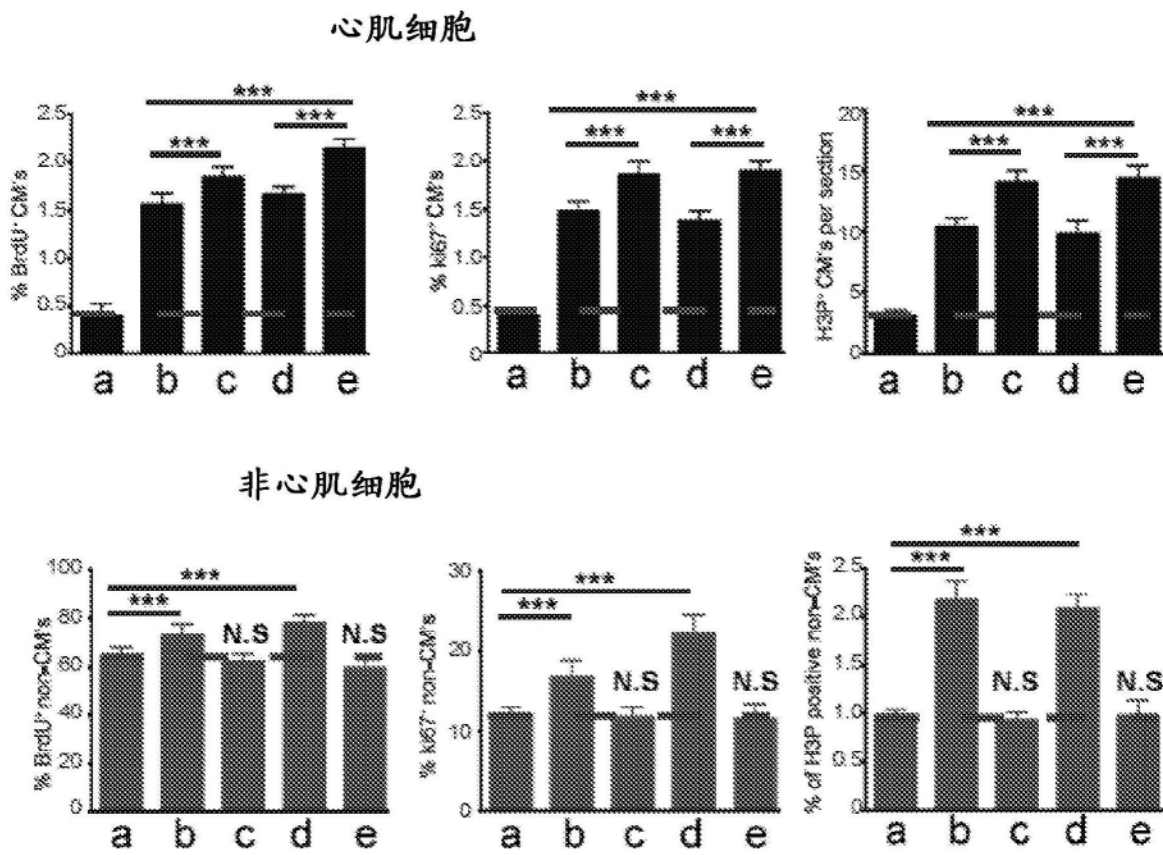 心肌细胞
***
***
***
% BrdU⁺ CM's
2.5
2.0
1.5
1.0
0.5
0
a b c d e
***
***
***
% ki67⁺ CM's
2.5
2.0
1.5
1.0
0.5
0
a b c d e
***
***
***
H3P⁺ CM's per section
20
15
10
5
0
a b c d e
非心肌细胞
***
***
N.S
N.S
% BrdU⁺ non-CM's
100
80
60
40
20
0
a b c d e
***
***
N.S
N.S
% ki67⁺ non-CM's
30
20
10
0
a b c d e
***
***
N.S
N.S
% of H3P positive non-CM's
2.5
2.0
1.5
1.0
0.5
0
a b c d e